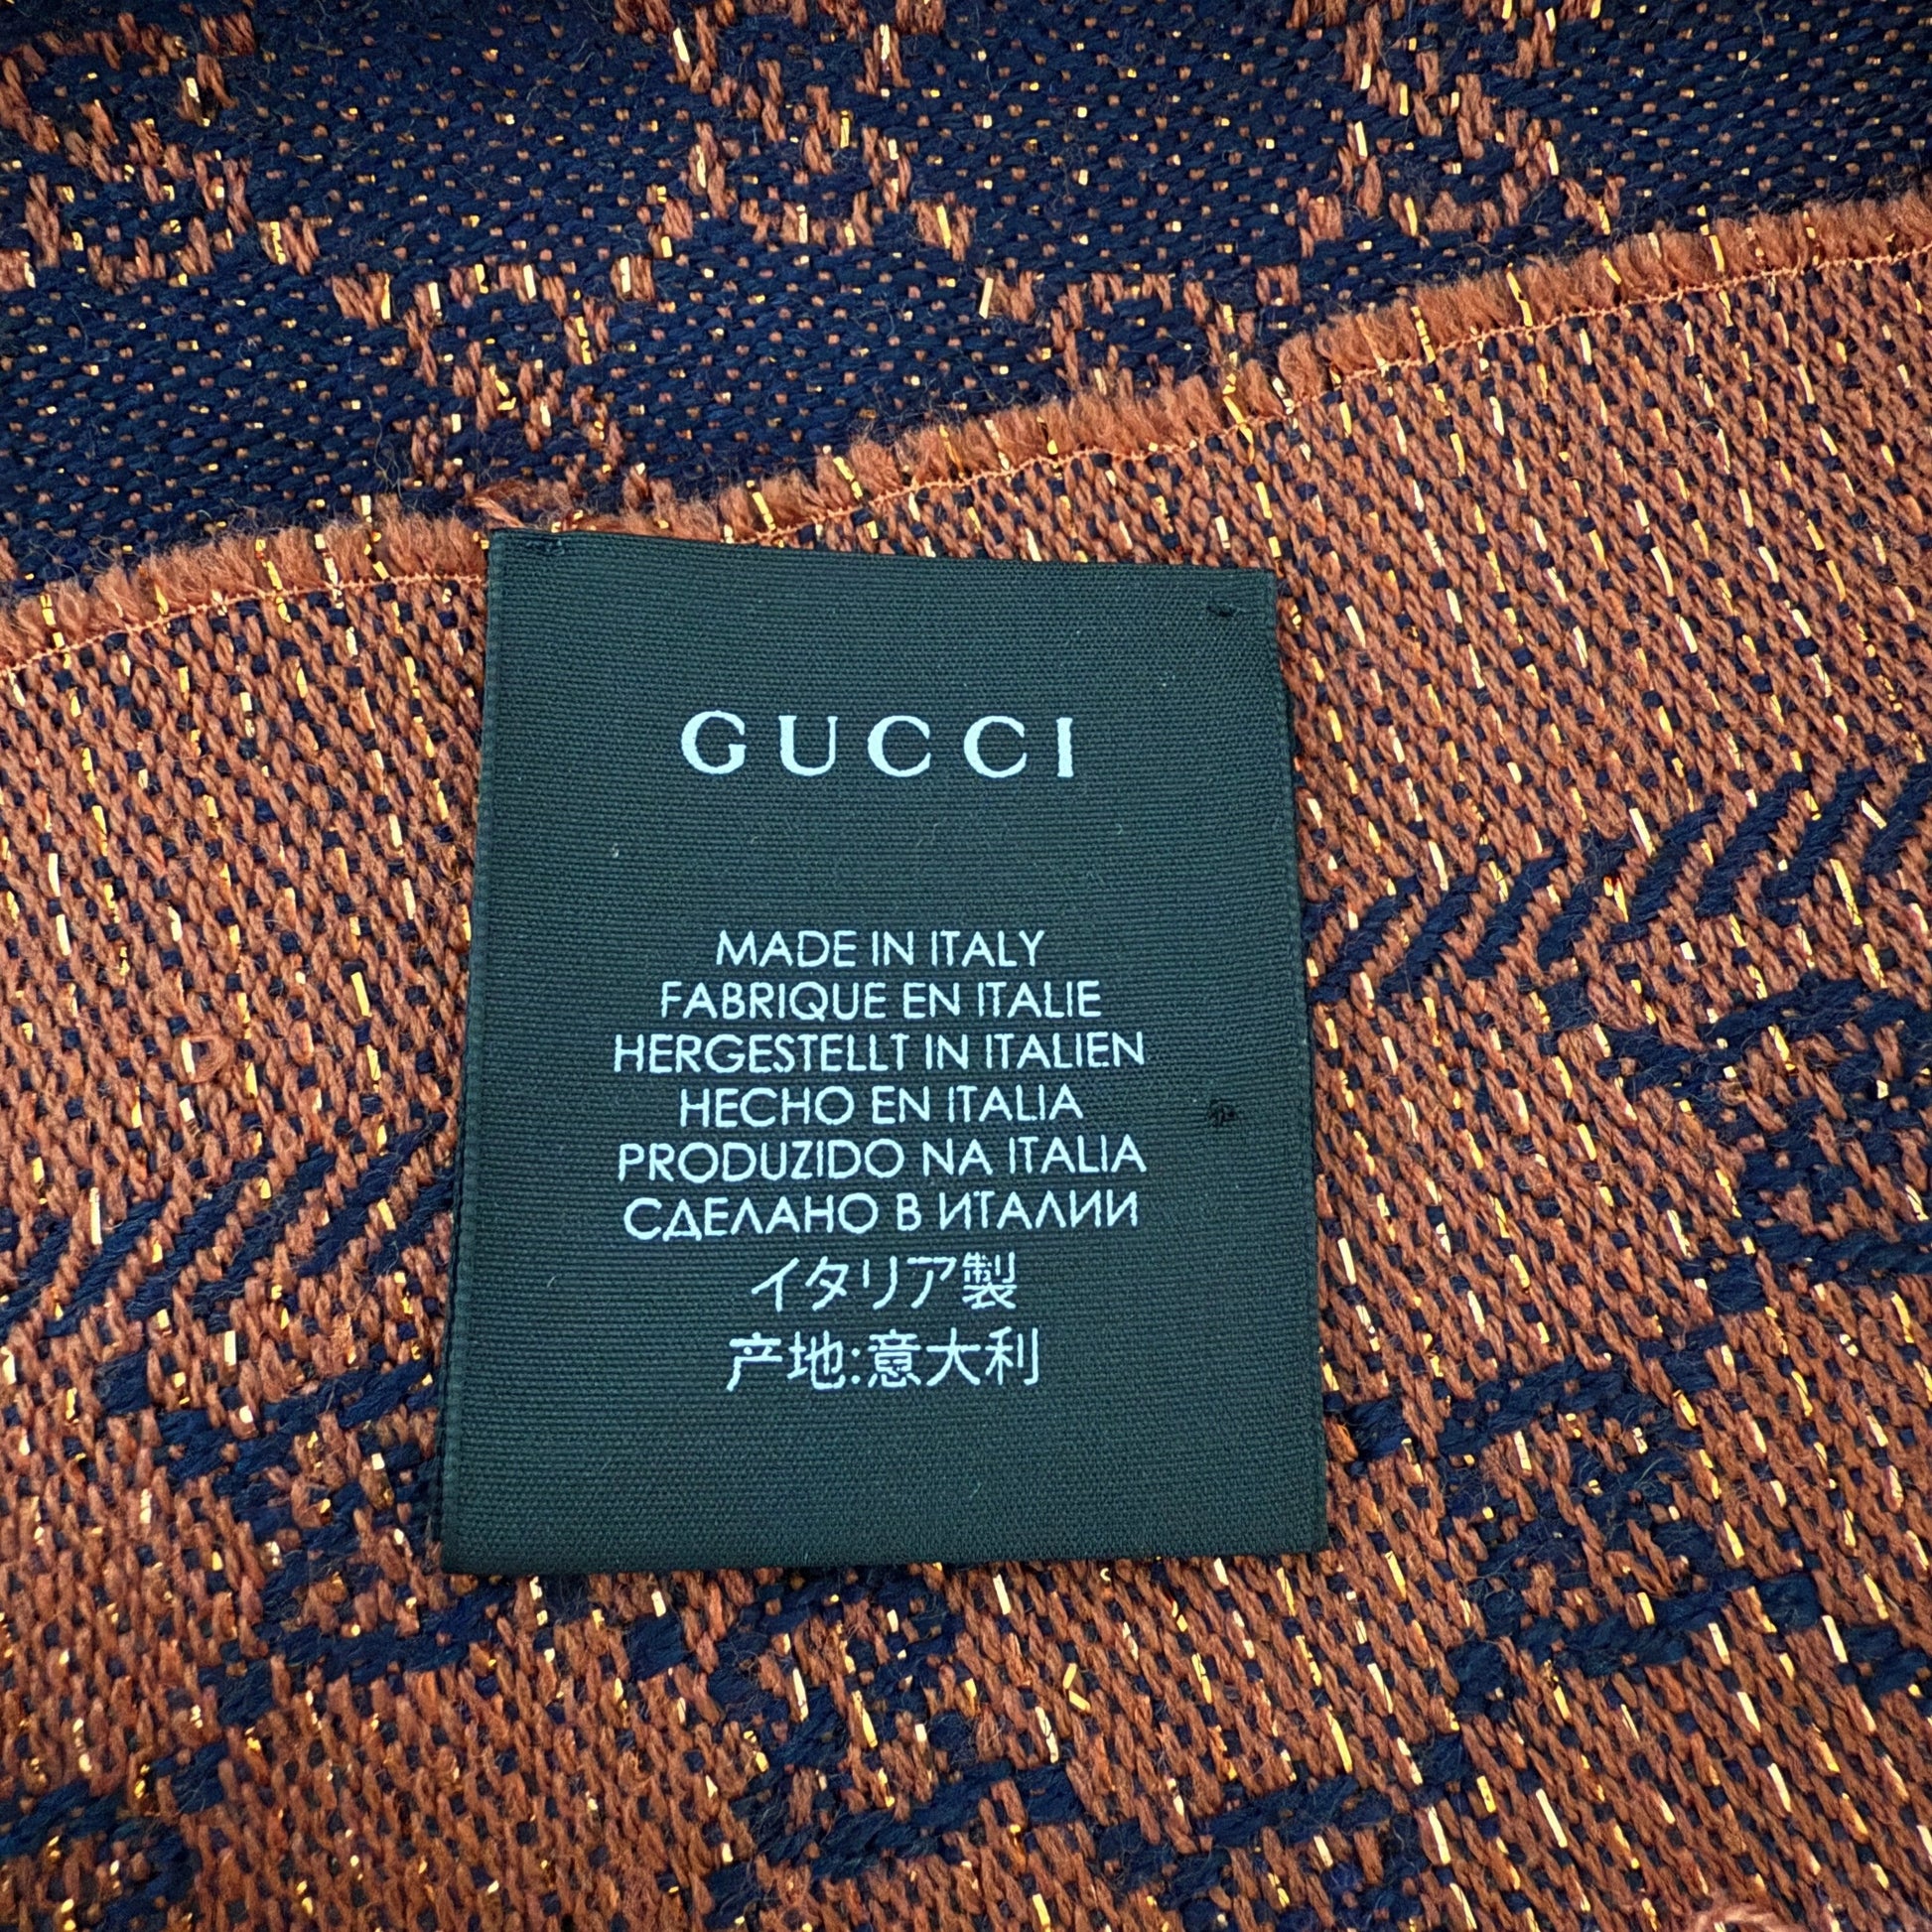 GUCCI
MADE IN ITALY
FABRIQUE EN ITALIE
HERGESTELLT IN ITALIEN
HECHO EN ITALIA
PRODUZIDO NA ITALIA
СДЕЛАНО В ИТАЛИИ
イタリア製
产地:意大利